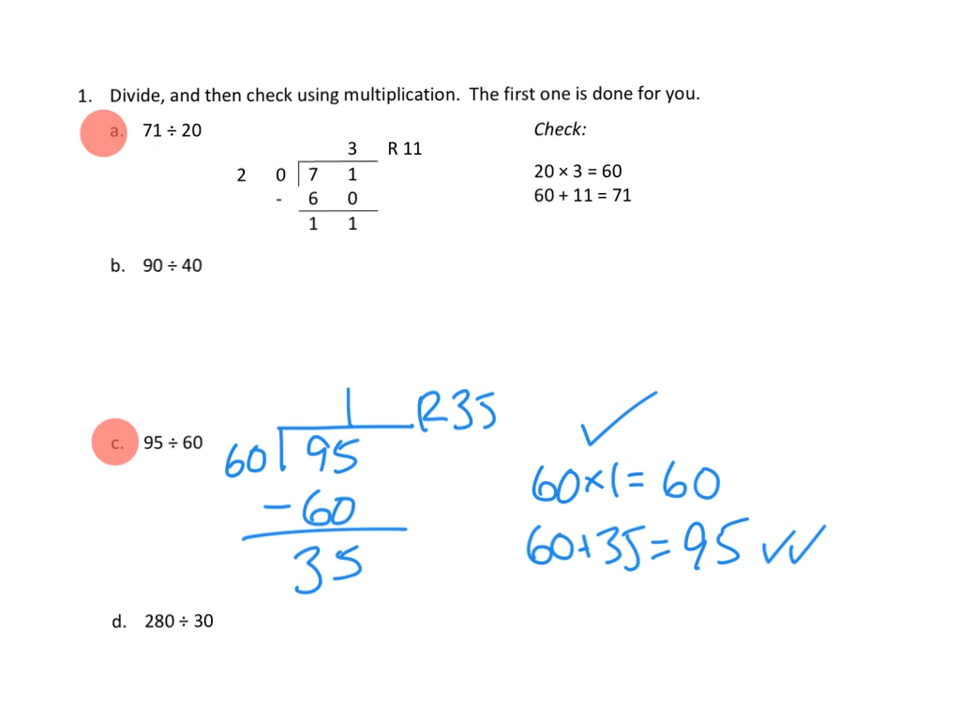 1. Divide, and then check using multiplication. The first one is done for you.
a. 71 ÷ 20
Check:
3 R 11
2 0 7 1
- 6 0
1 1
20 × 3 = 60
60 + 11 = 71
b. 90 ÷ 40
c. 95 ÷ 60
1 R35
60 95
-60
35
✓
60×1=60
60+35=95 ✓✓
d. 280 ÷ 30